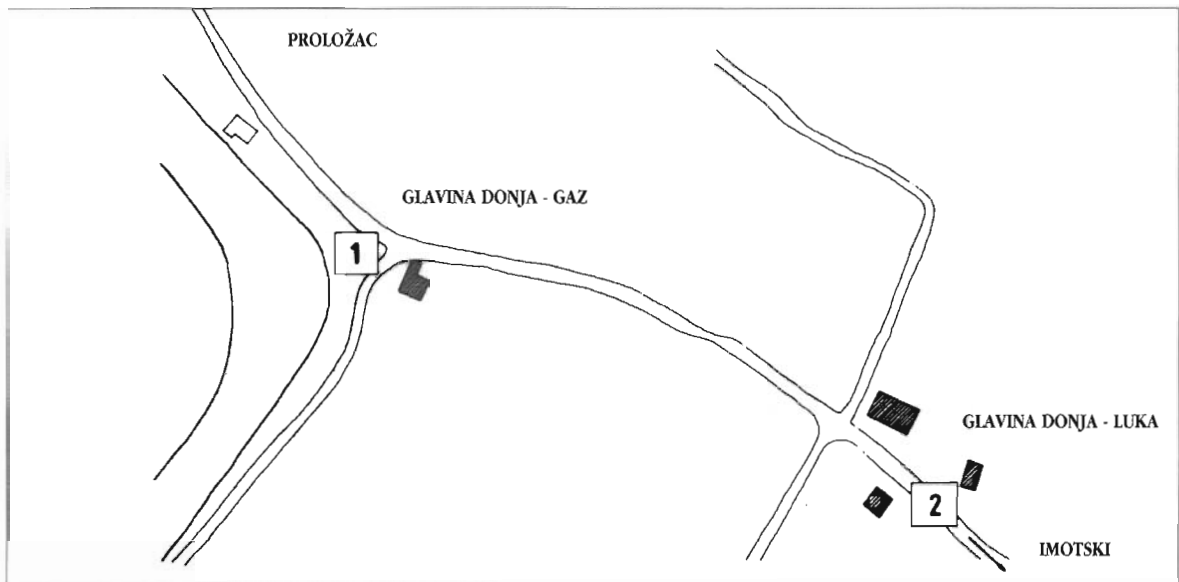 PROLOŽAC
GLAVINA DONJA - GAZ
1
GLAVINA DONJA - LUKA
2
IMOTSKI